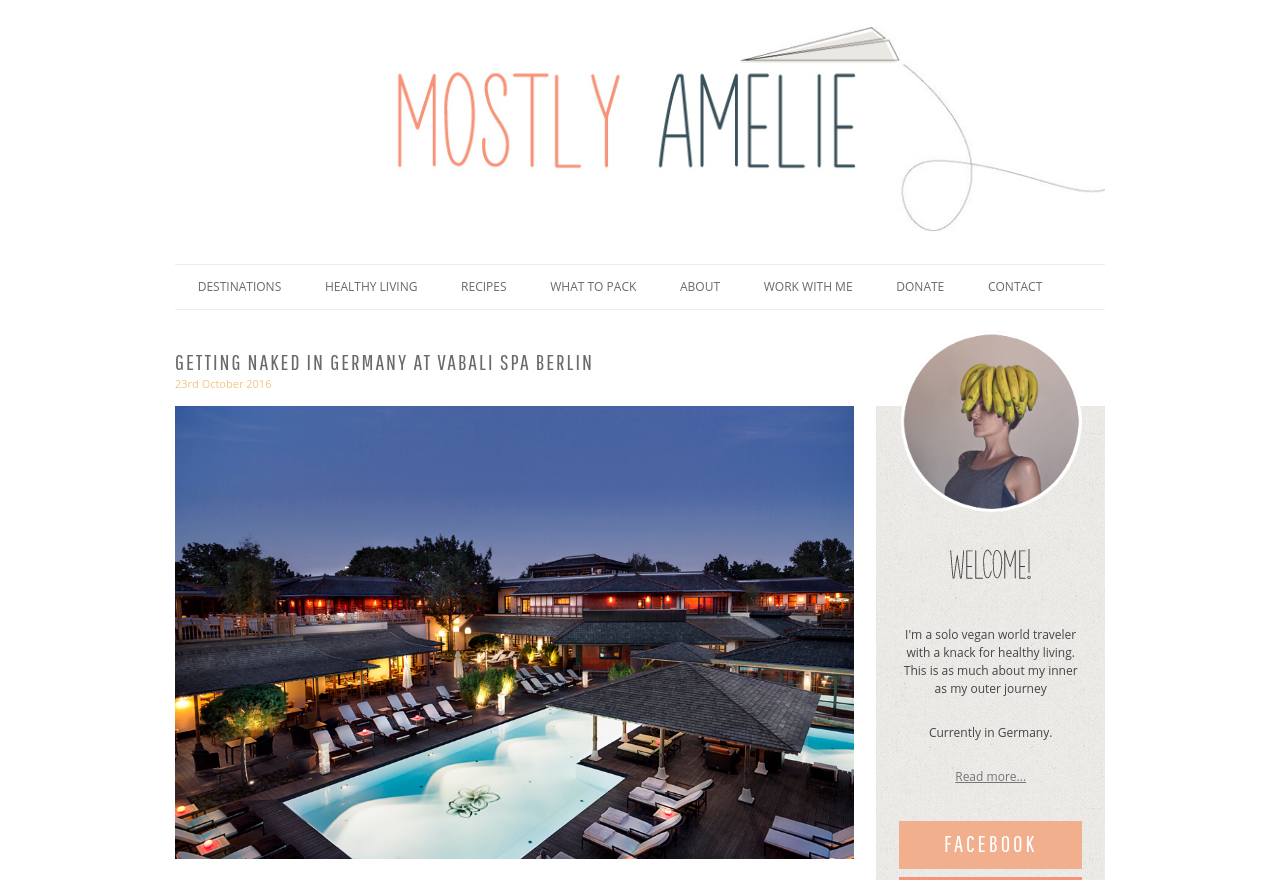 MOSTLY AMELIE
DESTINATIONS HEALTHY LIVING RECIPES WHAT TO PACK ABOUT WORK WITH ME DONATE CONTACT
GETTING NAKED IN GERMANY AT VABALI SPA BERLIN
23rd October 2016
WELCOME!
I'm a solo vegan world traveler
with a knack for healthy living.
This is as much about my inner
as my outer journey
Currently in Germany.
Read more...
FACEBOOK